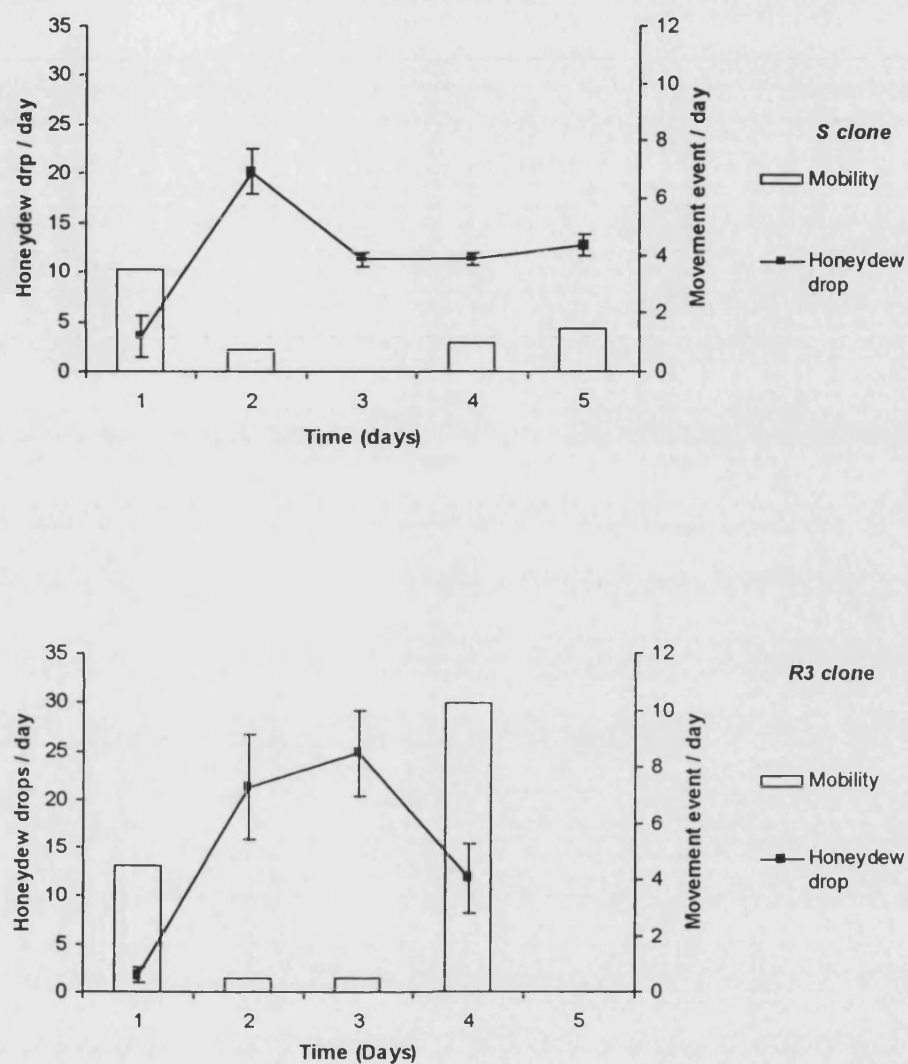 35
30
25
20
15
10
5
0
Honeydew drp / day
12
10
8
6
4
2
0
Movement event / day
1 2 3 4 5
Time (days)
S clone
Mobility
Honeydew
drop
35
30
25
20
15
10
5
0
Honeydew drops / day
12
10
8
6
4
2
0
Movement event / day
1 2 3 4 5
Time (Days)
R3 clone
Mobility
Honeydew
drop